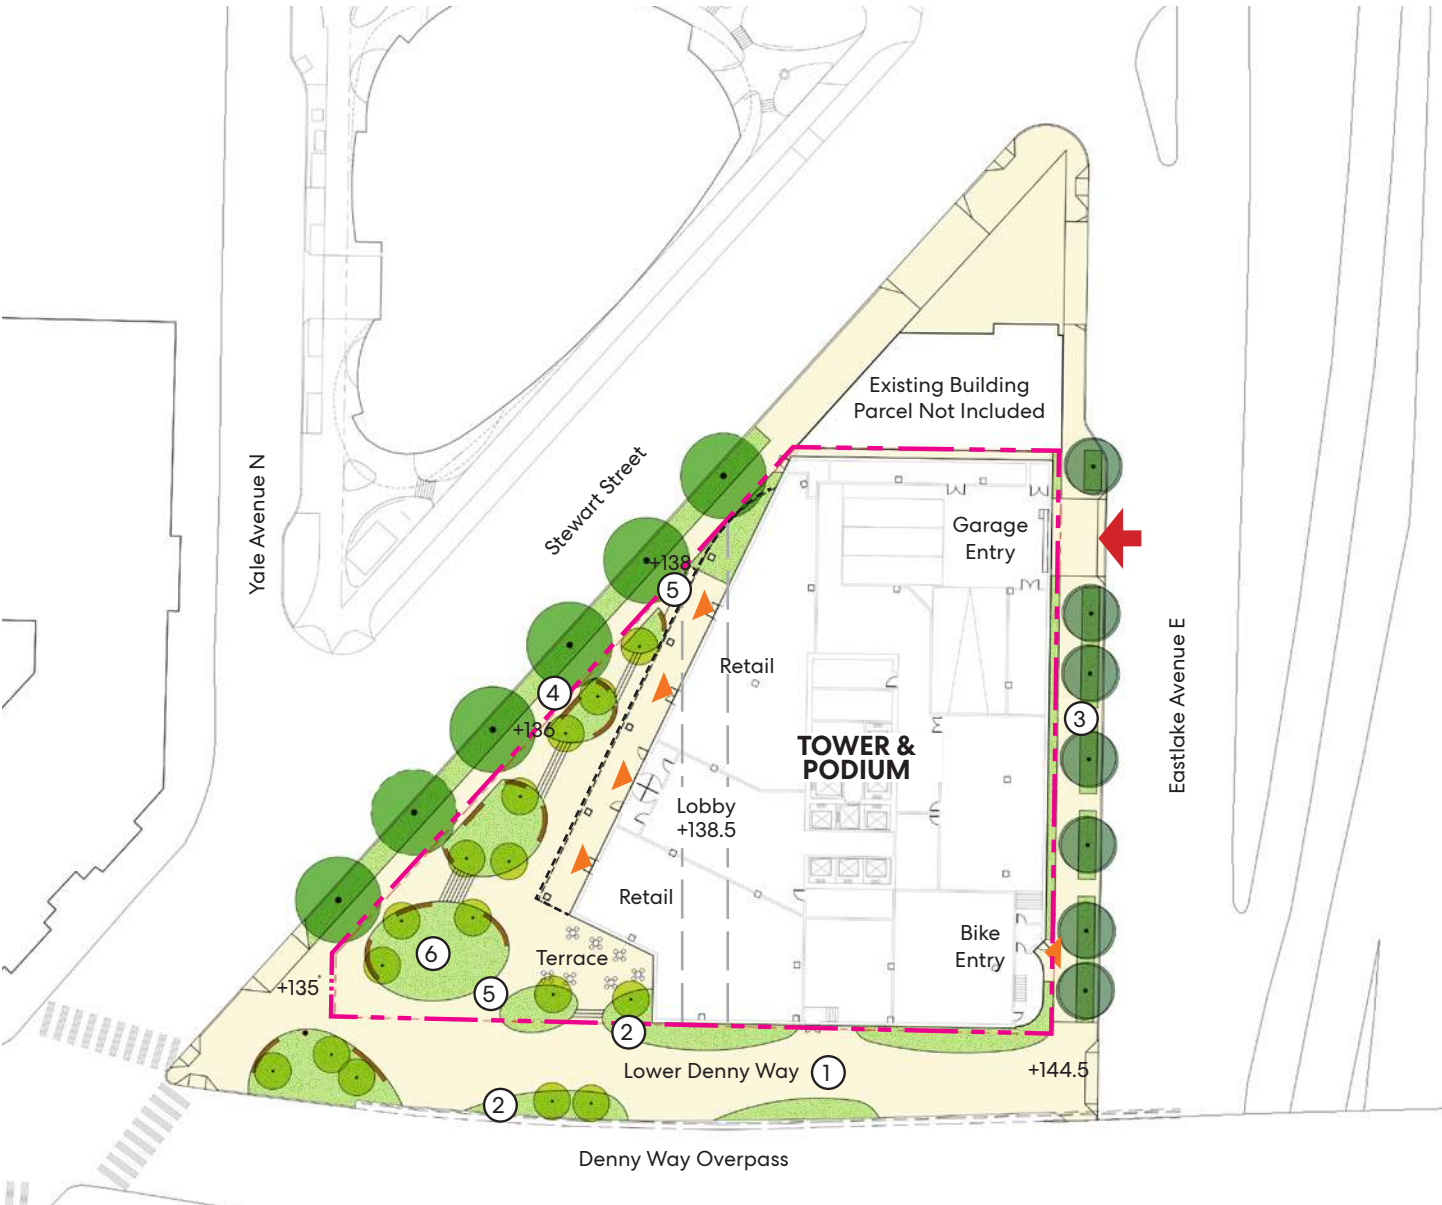 Existing Building
Parcel Not Included
Stewart Street
Yale Avenue N
Garage
Entry
+138
5
Eastlake Avenue E
Retail
4
3
+136
TOWER &
PODIUM
Lobby
+138.5
Retail
Bike
Entry
6
Terrace
+135
5
2
Lower Denny Way
1
+144.5
2
Denny Way Overpass